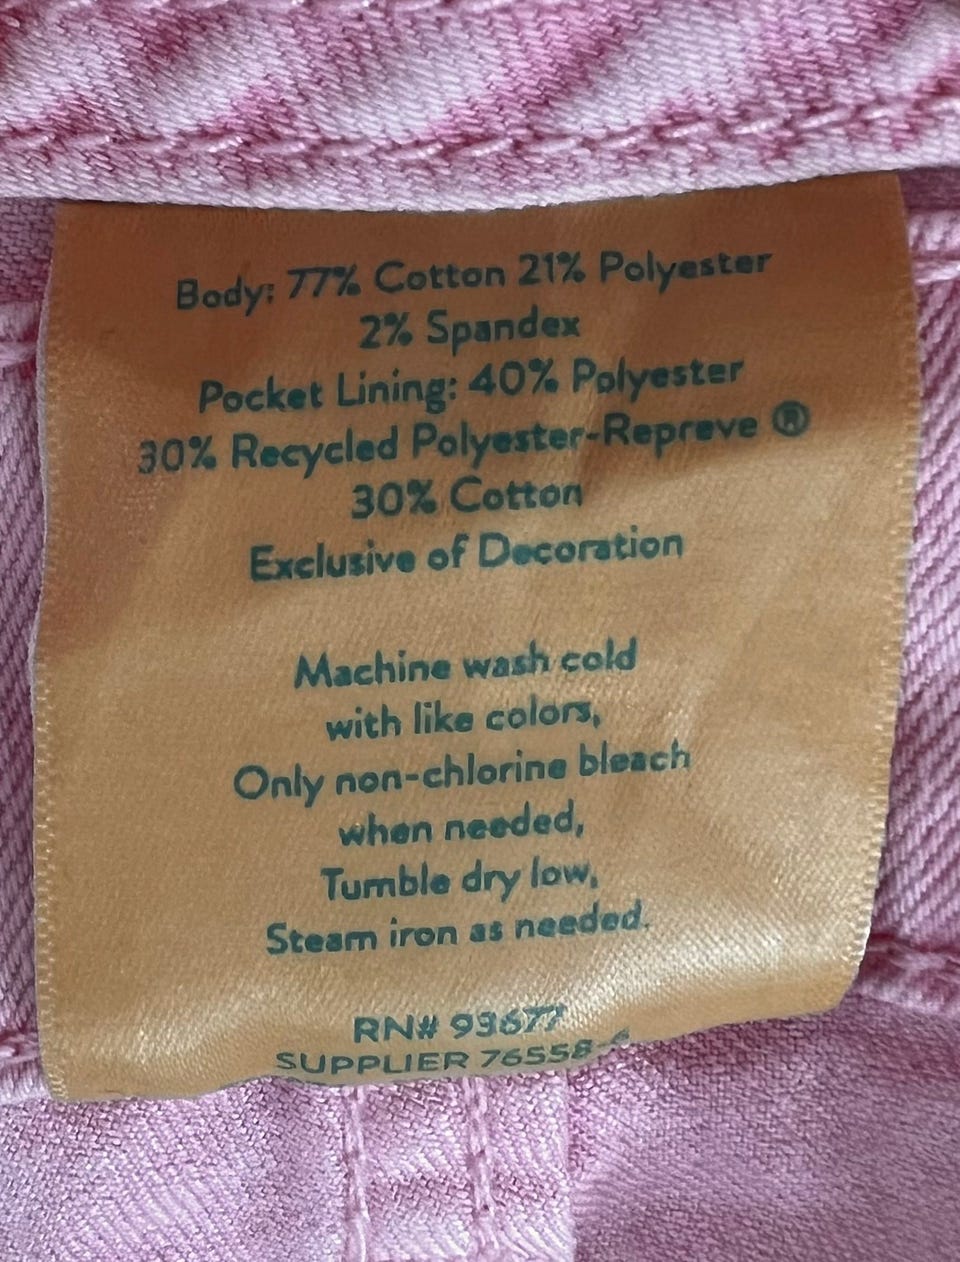 Body: 77% Cotton 21% Polyester
2% Spandex
Pocket Lining: 40% Polyester
30% Recycled Polyester-Repreve ®
30% Cotton
Exclusive of Decoration
Machine wash cold
with like colors,
Only non-chlorine bleach
when needed,
Tumble dry low,
Steam iron as needed.
RN# 93677
SUPPLIER